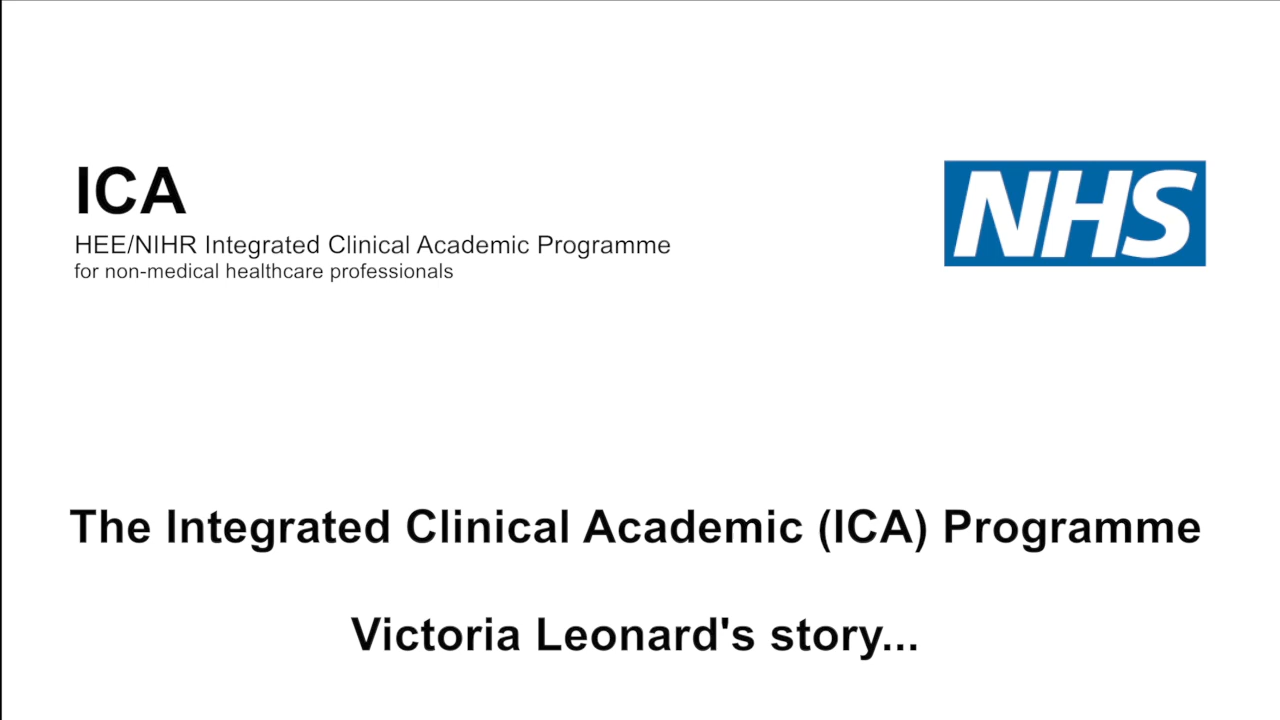 ICA
HEE/NIHR Integrated Clinical Academic Programme
for non-medical healthcare professionals
NHS
The Integrated Clinical Academic (ICA) Programme
Victoria Leonard's story...